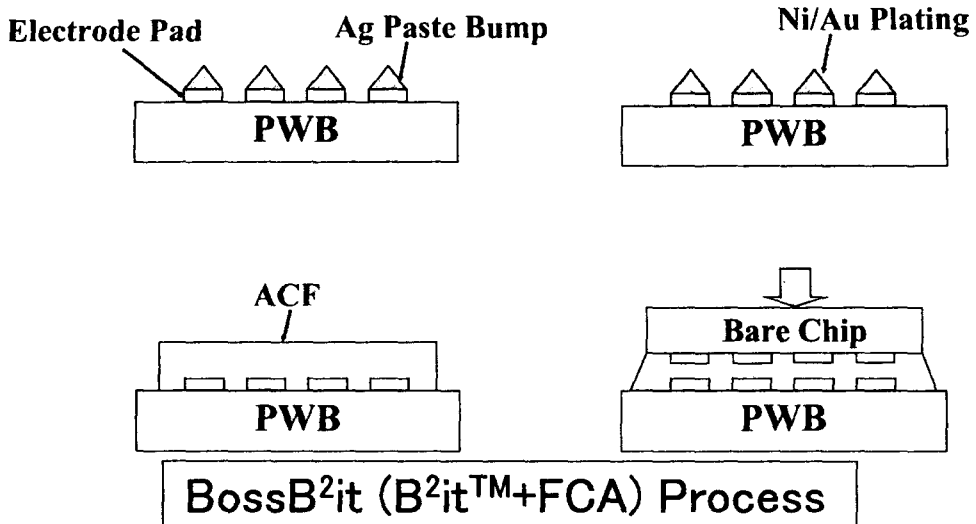 Electrode Pad
Ag Paste Bump
PWB
Ni/Au Plating
PWB
ACF
PWB
Bare Chip
PWB
BossB²it (B²it™+FCA) Process